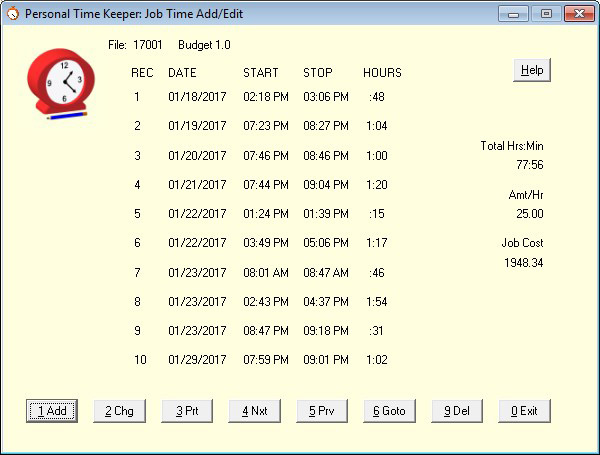 Personal Time Keeper: Job Time Add/Edit
File: 17001 Budget 1.0
REC DATE START STOP HOURS
Help
1 01/18/2017 02:18 PM 03:06 PM :48
2 01/19/2017 07:23 PM 08:27 PM 1:04
3 01/20/2017 07:46 PM 08:46 PM 1:00
4 01/21/2017 07:44 PM 09:04 PM 1:20
5 01/22/2017 01:24 PM 01:39 PM :15
6 01/22/2017 03:49 PM 05:06 PM 1:17
7 01/23/2017 08:01 AM 08:47 AM :46
8 01/23/2017 02:43 PM 04:37 PM 1:54
9 01/23/2017 08:47 PM 09:18 PM :31
10 01/29/2017 07:59 PM 09:01 PM 1:02
Total Hrs:Min
77:56
Amt/Hr
25.00
Job Cost
1948.34
1 Add 2 Chg 3 Prt 4 Nxt 5 Prv 6 Goto 9 Del 0 Exit
12
3
6
9